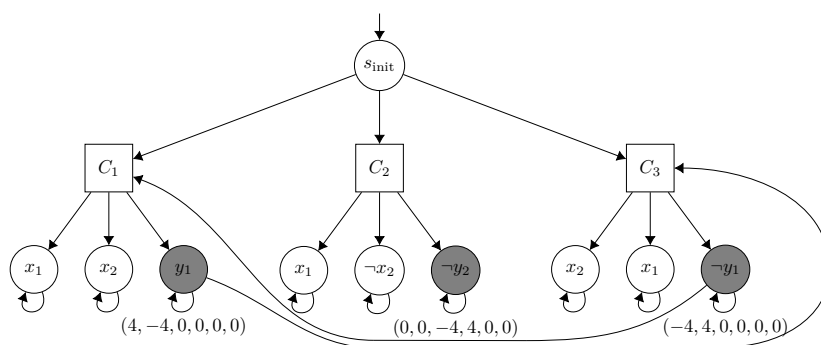 s_init
C_1 C_2 C_3
x_1 x_2 y_1 x_1 ¬x_2 ¬y_2 x_2 x_1 ¬y_1
(4, −4, 0, 0, 0, 0) (0, 0, −4, 4, 0, 0) (−4, 4, 0, 0, 0, 0)